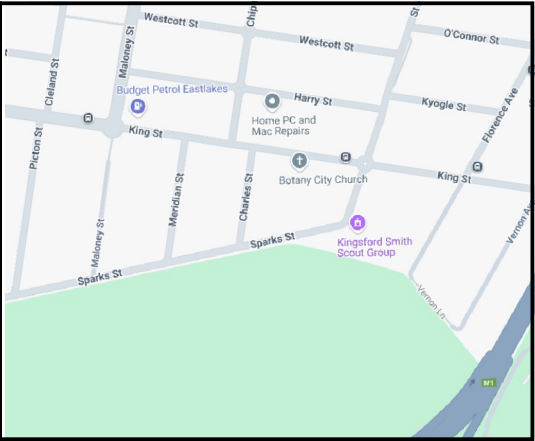 Westcott St
Chip
St
O'Connor St
Maloney St
Westcott St
Cleland St
Budget Petrol Eastlakes
Harry St
Kyogle St
Florence Ave
Home PC and
Mac Repairs
King St
Picton St
Botany City Church
King St
Meridian St
Charles St
Maloney St
Vernon Av
Sparks St
Kingsford Smith
Scout Group
Sparks St
Vernon Ln
M1